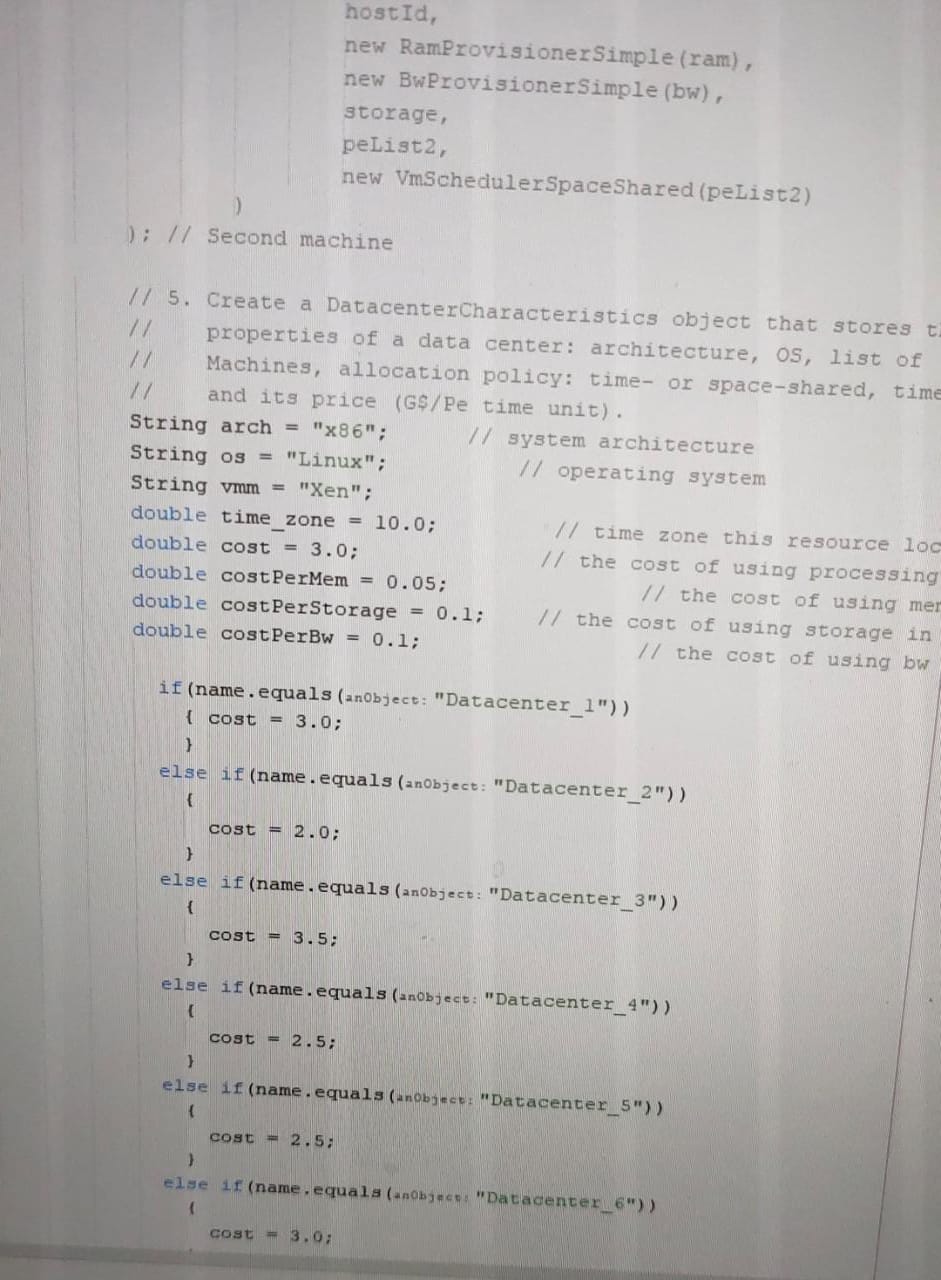 hostId,
new RamProvisionerSimple(ram),
new BwProvisionerSimple(bw),
storage,
peList2,
new VmSchedulerSpaceShared(peList2)
)
); // Second machine
// 5. Create a DatacenterCharacteristics object that stores
// properties of a data center: architecture, OS, list of
// Machines, allocation policy: time- or space-shared, time
// and its price (G$/Pe time unit).
String arch = "x86"; // system architecture
String os = "Linux"; // operating system
String vmm = "Xen";
double time_zone = 10.0; // time zone this resource
double cost = 3.0; // the cost of using processing
double costPerMem = 0.05; // the cost of using
double costPerStorage = 0.1; // the cost of using storage in
double costPerBw = 0.1; // the cost of using bw
if(name.equals(anObject: "Datacenter_1"))
{ cost = 3.0;
}
else if(name.equals(anObject: "Datacenter_2"))
{
cost = 2.0;
}
else if(name.equals(anObject: "Datacenter_3"))
{
cost = 3.5;
}
else if(name.equals(anObject: "Datacenter_4"))
{
cost = 2.5;
}
else if(name.equals(anObject: "Datacenter_5"))
{
cost = 2.5;
}
else if(name.equals(anObject: "Datacenter_6"))
{
cost = 3.0;